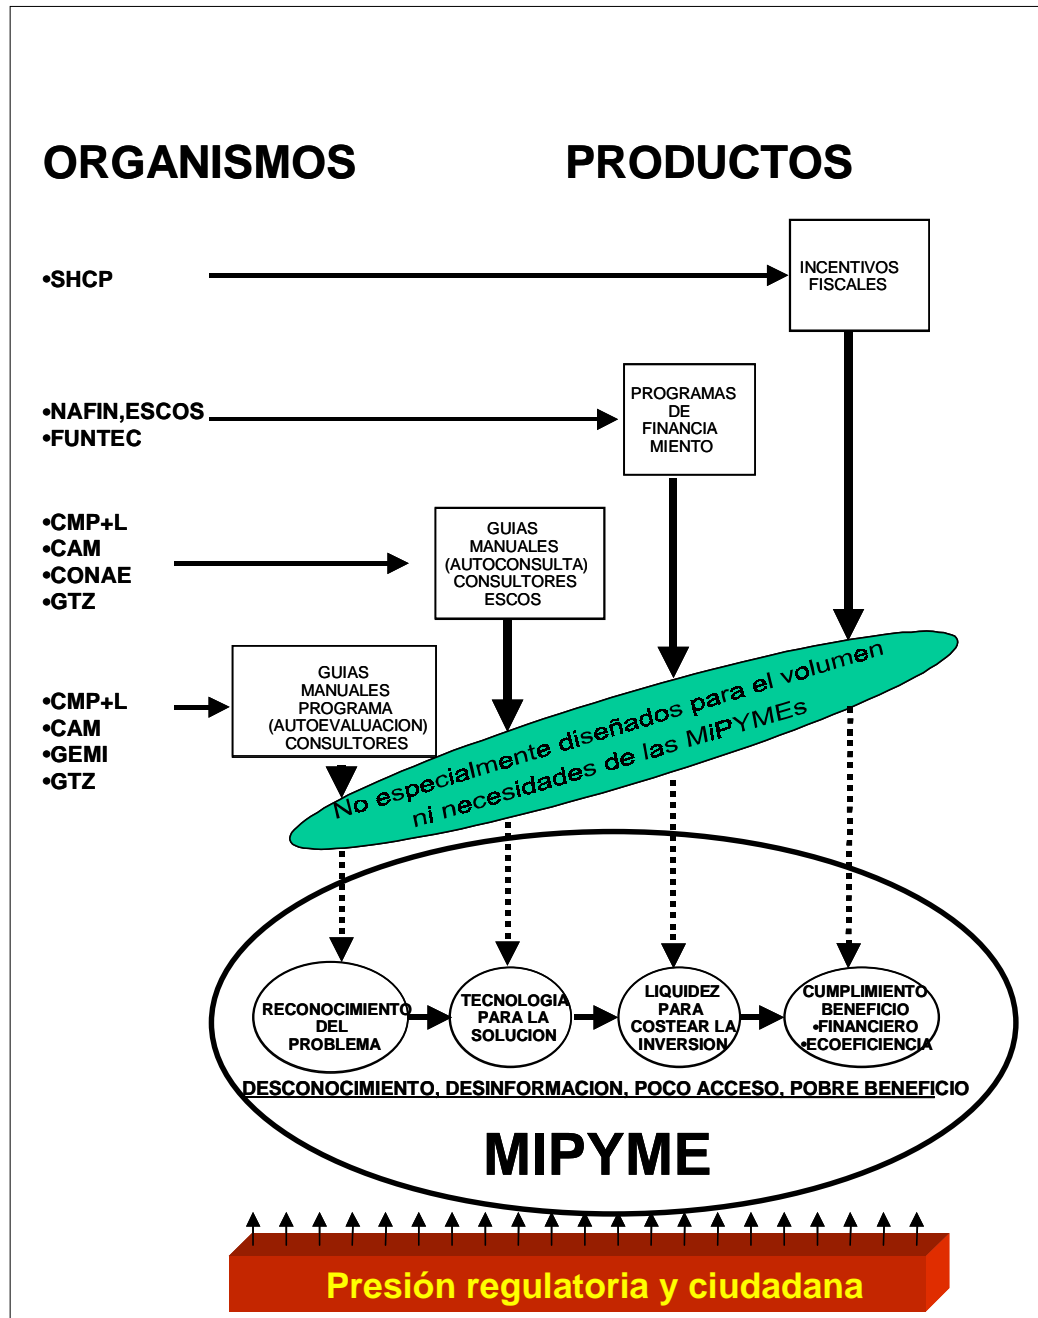 ORGANISMOS
PRODUCTOS
•SHCP
INCENTIVOS
FISCALES
•NAFIN,ESCOS
•FUNTEC
PROGRAMAS
DE
FINANCIA
MIENTO
•CMP+L
•CAM
•CONAE
•GTZ
GUIAS
MANUALES
(AUTOCONSULTA)
CONSULTORES
ESCOS
•CMP+L
•CAM
•GEMI
•GTZ
GUIAS
MANUALES
PROGRAMA
(AUTOEVALUACION)
CONSULTORES
No especialmente diseñados para el volumen
ni necesidades de las MiPYMEs
RECONOCIMIENTO
DEL
PROBLEMA
TECNOLOGIA
PARA LA
SOLUCION
LIQUIDEZ
PARA
COSTEAR LA
INVERSION
CUMPLIMIENTO
BENEFICIO
•FINANCIERO
•ECOEFICIENCIA
DESCONOCIMIENTO, DESINFORMACION, POCO ACCESO, POBRE BENEFICIO
MIPYME
Presión regulatoria y ciudadana